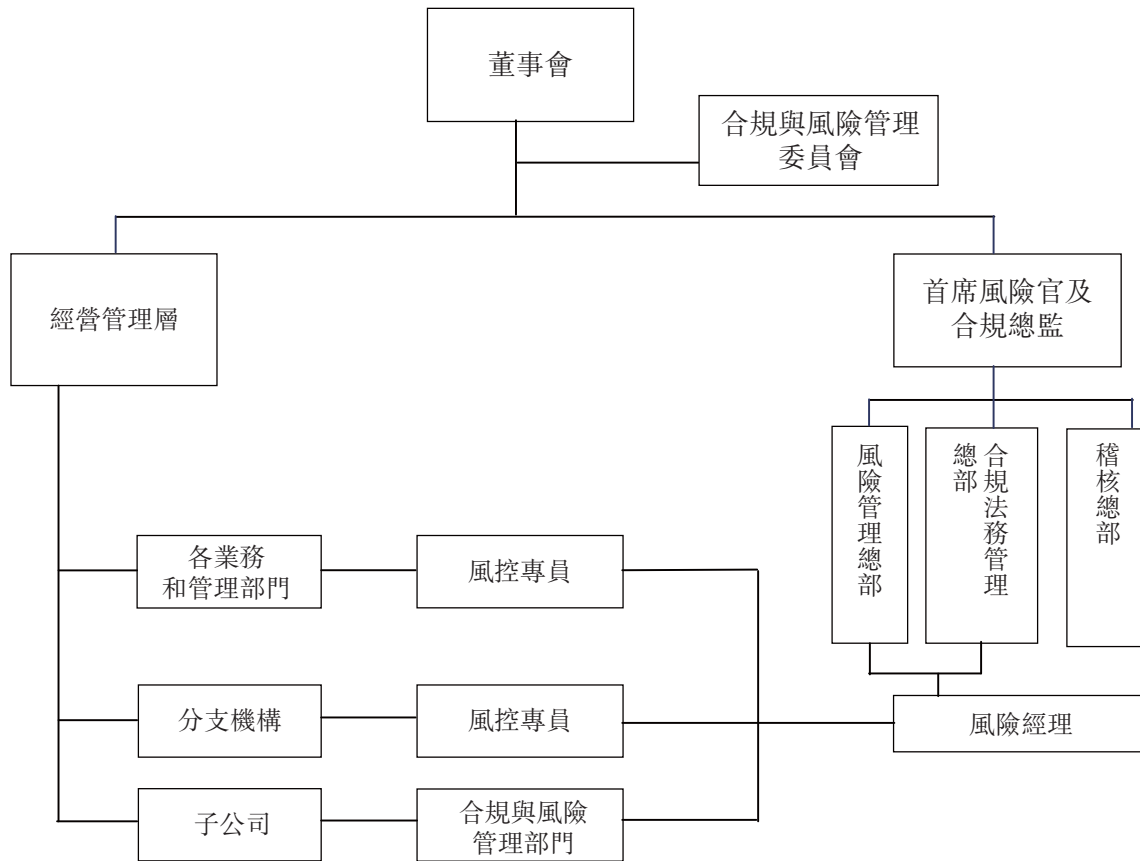 董事會
合規與風險管理
委員會
經營管理層
首席風險官及
合規總監
風險管理總部
合規法務管理
總部
稽核總部
各業務
和管理部門
風控專員
分支機構
風控專員
風險經理
子公司
合規與風險
管理部門